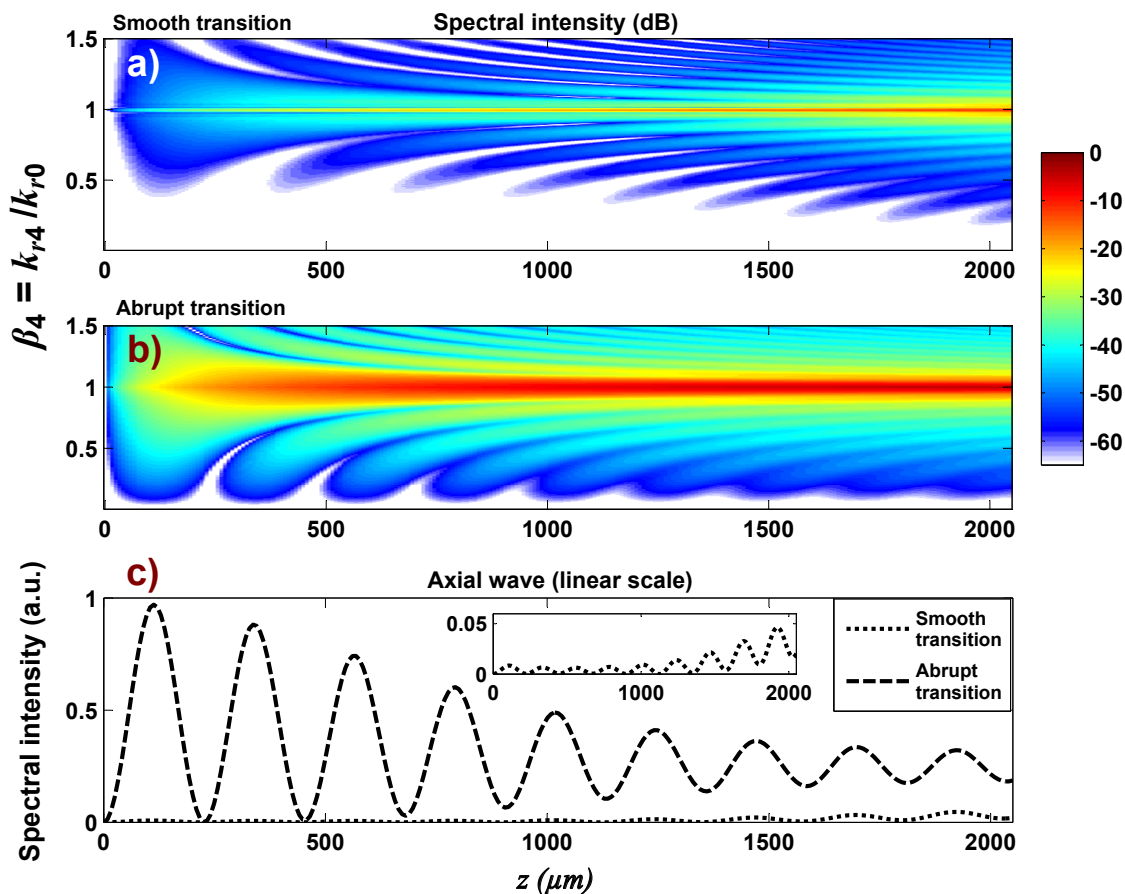 Smooth transition
Spectral intensity (dB)
a)
1.5
1
0.5
0
500
1000
1500
2000
0
-10
-20
-30
-40
-50
-60
β4 = kr4 /kr0
Abrupt transition
b)
1.5
1
0.5
0
500
1000
1500
2000
c)
Axial wave (linear scale)
Spectral intensity (a.u.)
1
0.5
0
0.05
0
0
1000
2000
Smooth
transition
Abrupt
transition
0
500
1000
1500
2000
z (μm)